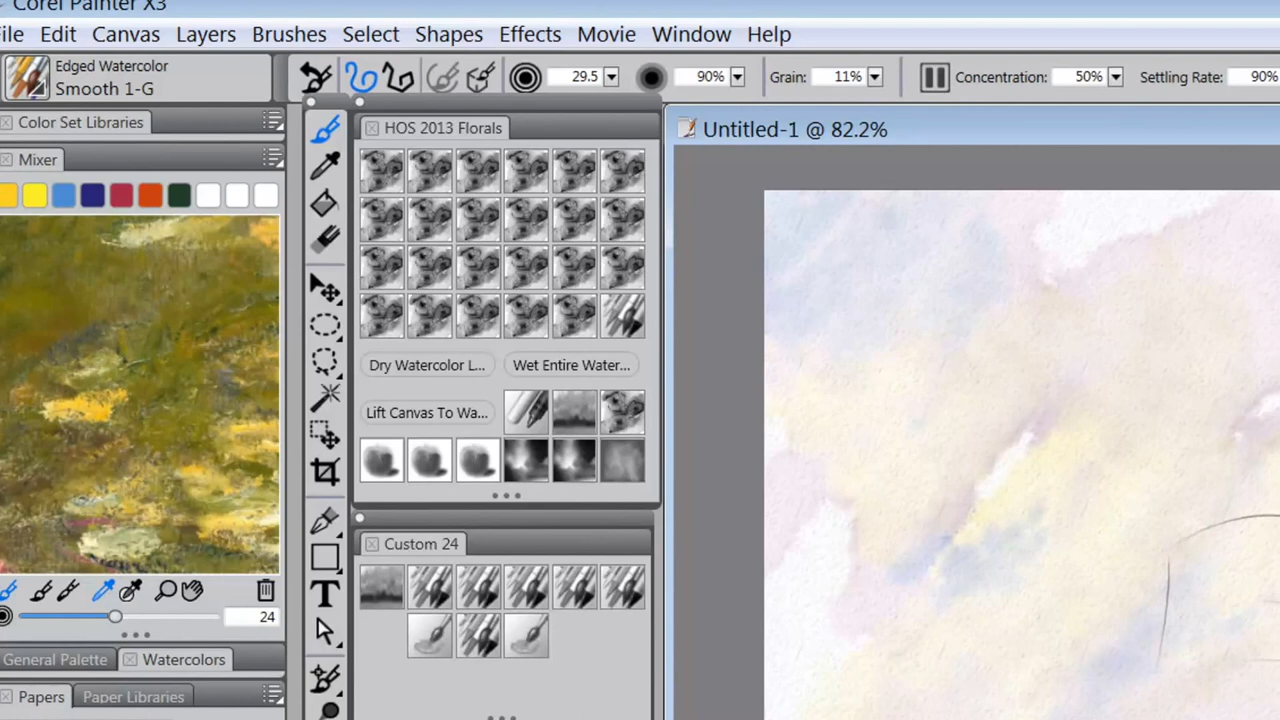 Corel Painter X3
File Edit Canvas Layers Brushes Select Shapes Effects Movie Window Help
Edged Watercolor
Smooth 1-G
29.5 90% Grain: 11% Concentration: 50% Settling Rate: 90%
Color Set Libraries
HOS 2013 Florals
Untitled-1 @ 82.2%
Mixer
Dry Watercolor L... Wet Entire Water...
Lift Canvas To Wa...
Custom 24
T
24
General Palette Watercolors
Papers Paper Libraries